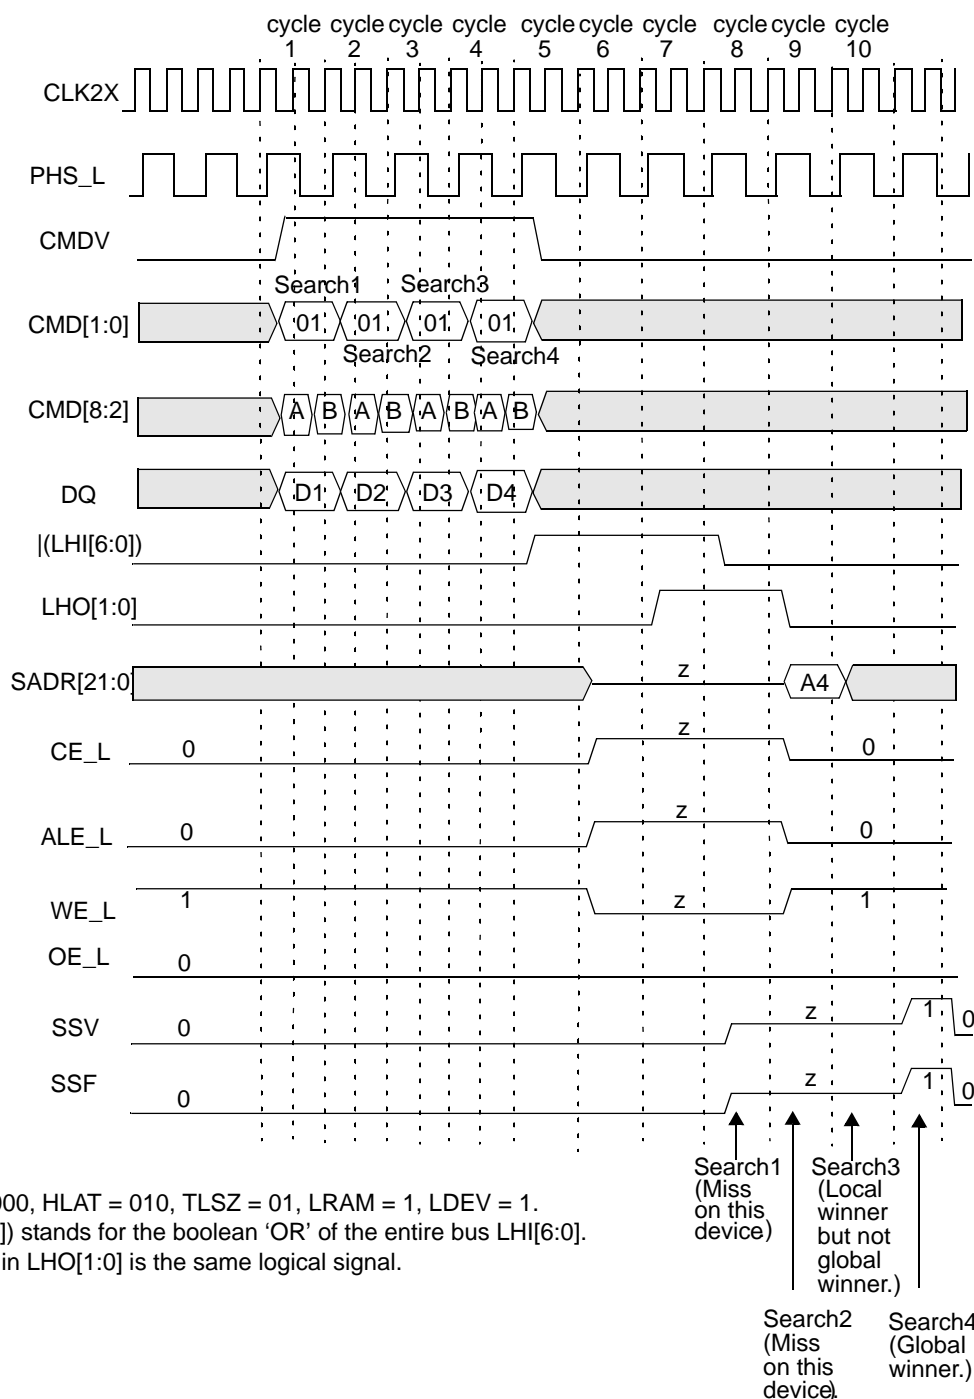 cycle cycle cycle cycle cycle cycle cycle cycle cycle cycle
1 2 3 4 5 6 7 8 9 10
CLK2X
PHS_L
CMDV
Search1 Search3
CMD[1:0] 01 01 01 01
Search2 Search4
CMD[8:2] A B A B A B A B
DQ D1 D2 D3 D4
|(LHI[6:0])
LHO[1:0]
SADR[21:0] z A4
CE_L 0 z 0
ALE_L 0 z 0
WE_L 1 z 1
OE_L 0
SSV 0 z 1 0
SSF 0 z 1 0
Search1
(Miss
on this
device)
Search3
(Local
winner
but not
global
winner.)
000, HLAT = 010, TLSZ = 01, LRAM = 1, LDEV = 1.
]) stands for the boolean ‘OR’ of the entire bus LHI[6:0].
in LHO[1:0] is the same logical signal.
Search2
(Miss
on this
device).
Search4
(Global
winner.)